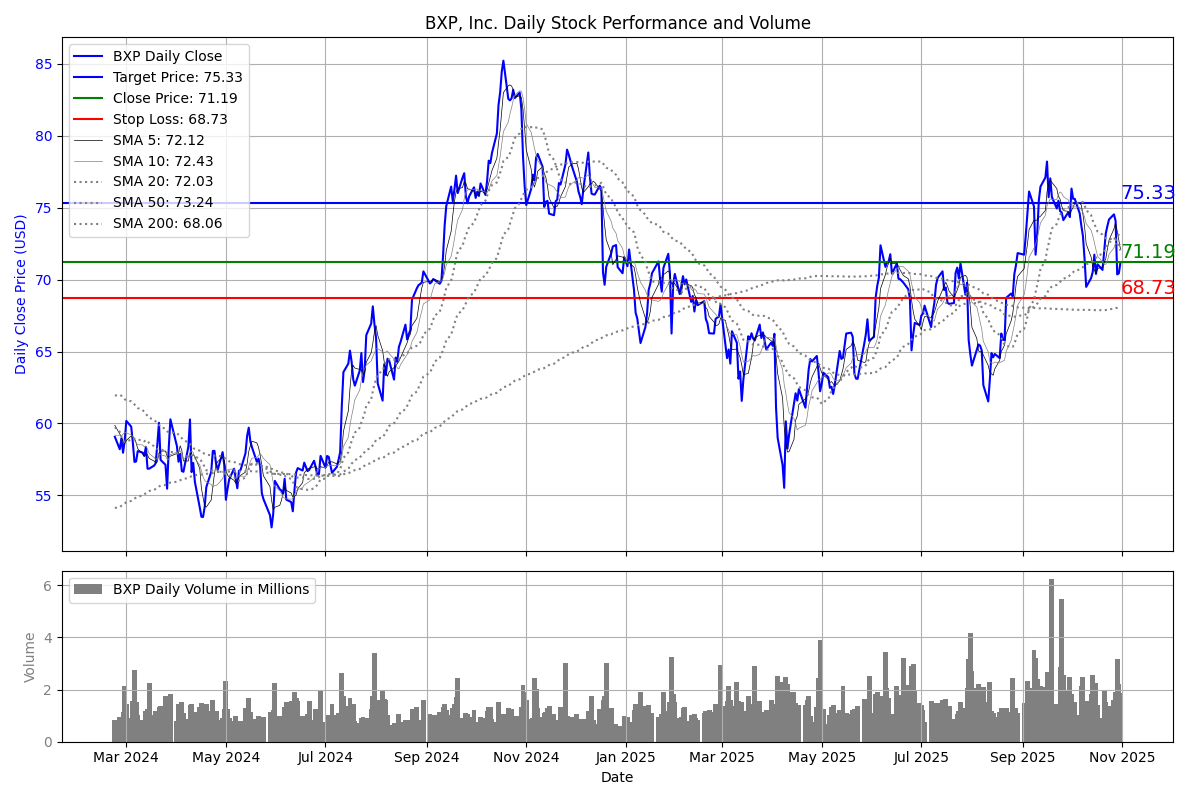 BXP, Inc. Daily Stock Performance and Volume
BXP Daily Close
Target Price: 75.33
Close Price: 71.19
Stop Loss: 68.73
SMA 5: 72.12
SMA 10: 72.43
SMA 20: 72.03
SMA 50: 73.24
SMA 200: 68.06
85
80
75
70
65
60
55
Daily Close Price (USD)
75.33
71.19
68.73
BXP Daily Volume in Millions
6
4
2
0
Volume
Mar 2024
May 2024
Jul 2024
Sep 2024
Nov 2024
Jan 2025
Mar 2025
May 2025
Jul 2025
Sep 2025
Nov 2025
Date